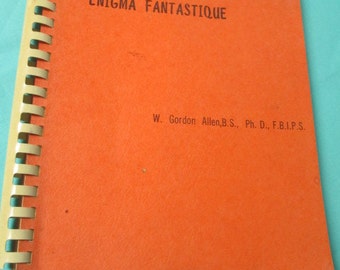 ENIGMA FANTASTIQUE
W. Gordon Allen,B.S., Ph. D., F.B.I.P.S.